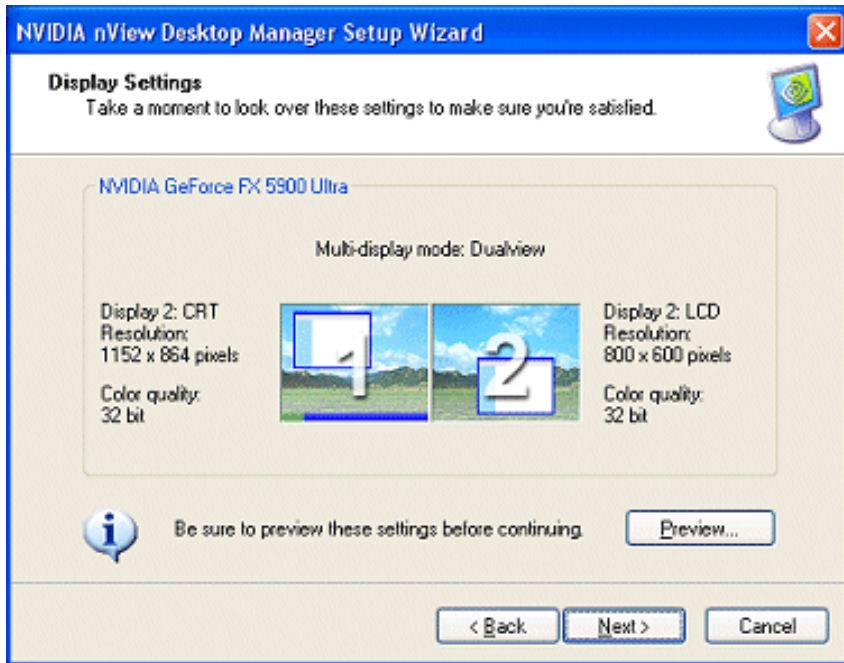 NVIDIA nView Desktop Manager Setup Wizard
Display Settings
Take a moment to look over these settings to make sure you're satisfied.
NVIDIA GeForce FX 5900 Ultra
Multi-display mode: Dualview
Display 2: CRT
Resolution:
1152 x 864 pixels
Color quality:
32 bit
1
2
Display 2: LCD
Resolution:
800 x 600 pixels
Color quality:
32 bit
Be sure to preview these settings before continuing.
Preview...
< Back
Next >
Cancel